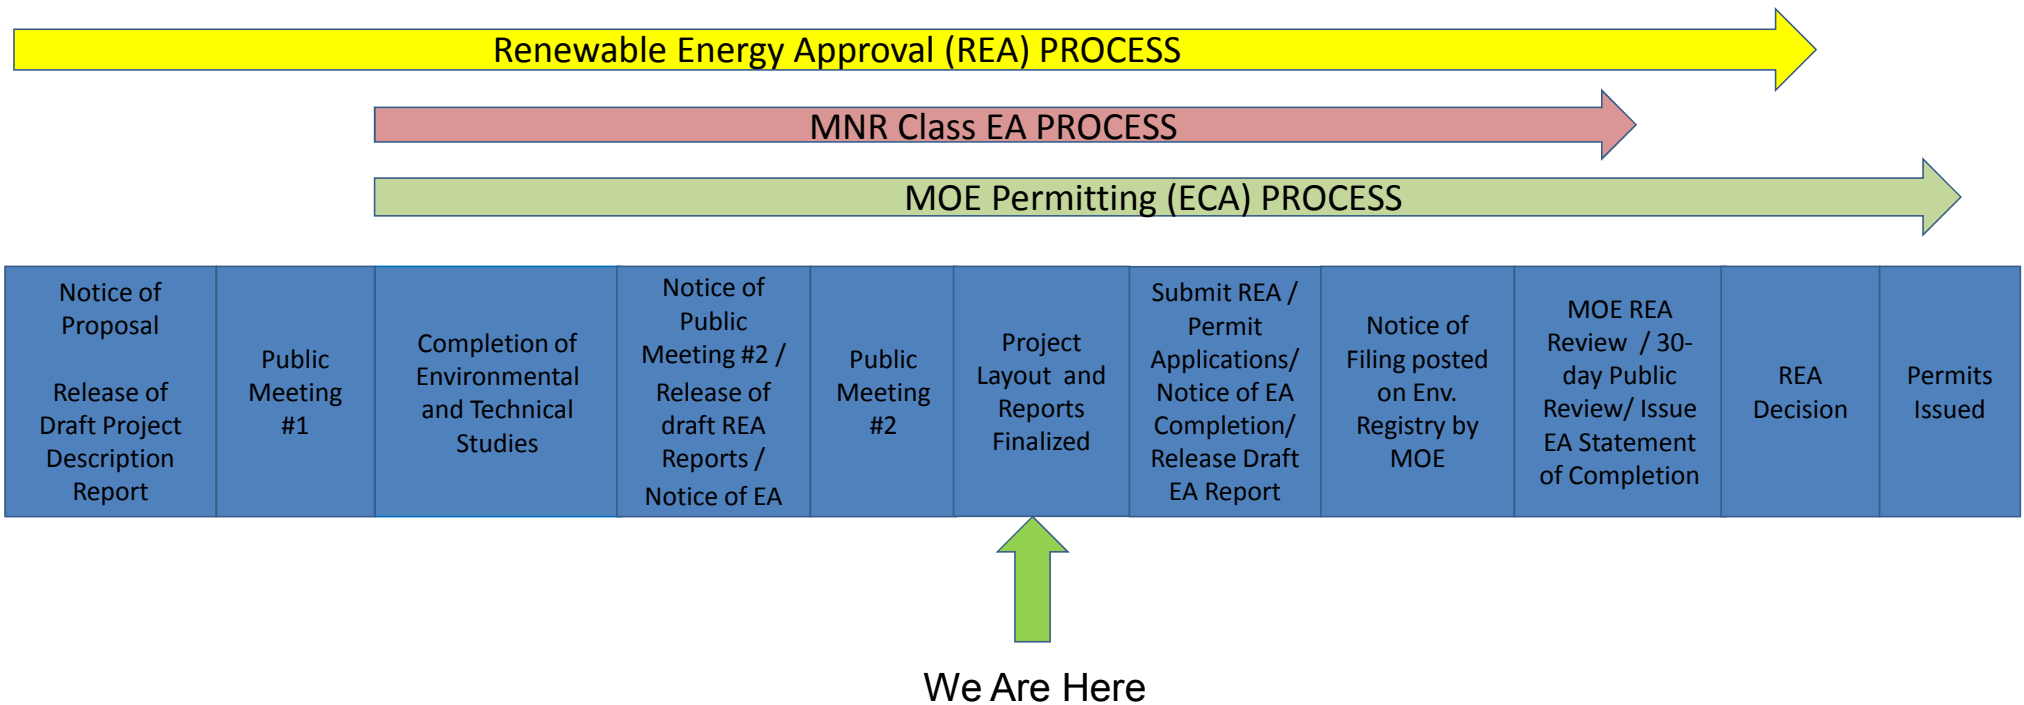 Renewable Energy Approval (REA) PROCESS
MNR Class EA PROCESS
MOE Permitting (ECA) PROCESS
Notice of
Proposal
Release of
Draft Project
Description
Report
Public
Meeting
#1
Completion of
Environmental
and Technical
Studies
Notice of
Public
Meeting #2 /
Release of
draft REA
Reports /
Notice of EA
Public
Meeting
#2
Project
Layout and
Reports
Finalized
Submit REA /
Permit
Applications/
Notice of EA
Completion/
Release Draft
EA Report
Notice of
Filing posted
on Env.
Registry by
MOE
MOE REA
Review / 30-
day Public
Review/ Issue
EA Statement
of Completion
REA
Decision
Permits
Issued
We Are Here